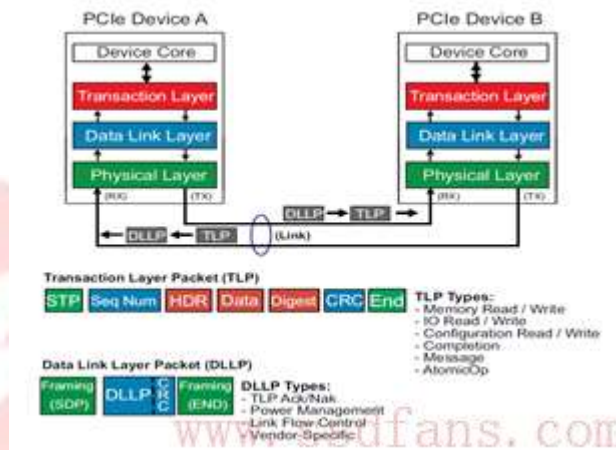 PCIe Device A
PCIe Device B
Device Core
Device Core
Transaction Layer
Transaction Layer
Data Link Layer
Data Link Layer
Physical Layer
Physical Layer
(RX)
(TX)
(RX)
(TX)
DLLP
TLP
DLLP
TLP
(Link)
Transaction Layer Packet (TLP)
STP Seq Num HDR Data Digest CRC End
TLP Types:
- Memory Read / Write
- IO Read / Write
- Configuration Read / Write
- Completion
- Message
- AtomicOp
Data Link Layer Packet (DLLP)
Framing (SDP)
DLLP
CRC
Framing (END)
DLLP Types:
- TLP Ack/Nak
- Power Management
- Link Flow Control
- Vendor-Specific
www.ssdfans.com